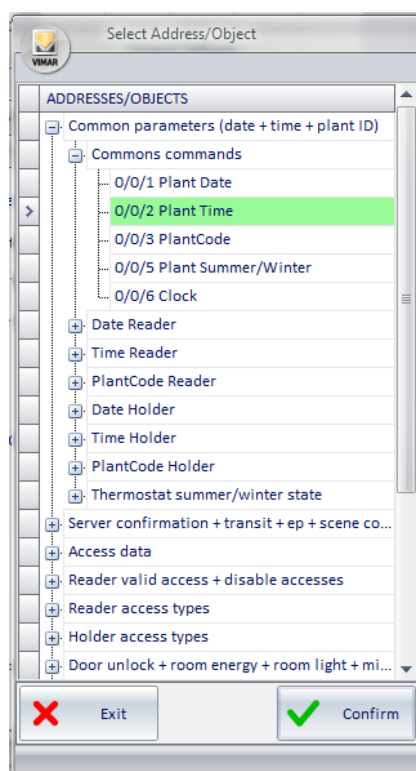 Select Address/Object
VIMAR
ADDRESSES/OBJECTS
Common parameters (date + time + plant ID)
Commons commands
0/0/1 Plant Date
0/0/2 Plant Time
0/0/3 PlantCode
0/0/5 Plant Summer/Winter
0/0/6 Clock
Date Reader
Time Reader
PlantCode Reader
Date Holder
Time Holder
PlantCode Holder
Thermostat summer/winter state
Server confirmation + transit + ep + scene co...
Access data
Reader valid access + disable accesses
Reader access types
Holder access types
Door unlock + room energy + room light + mi...
Exit
Confirm